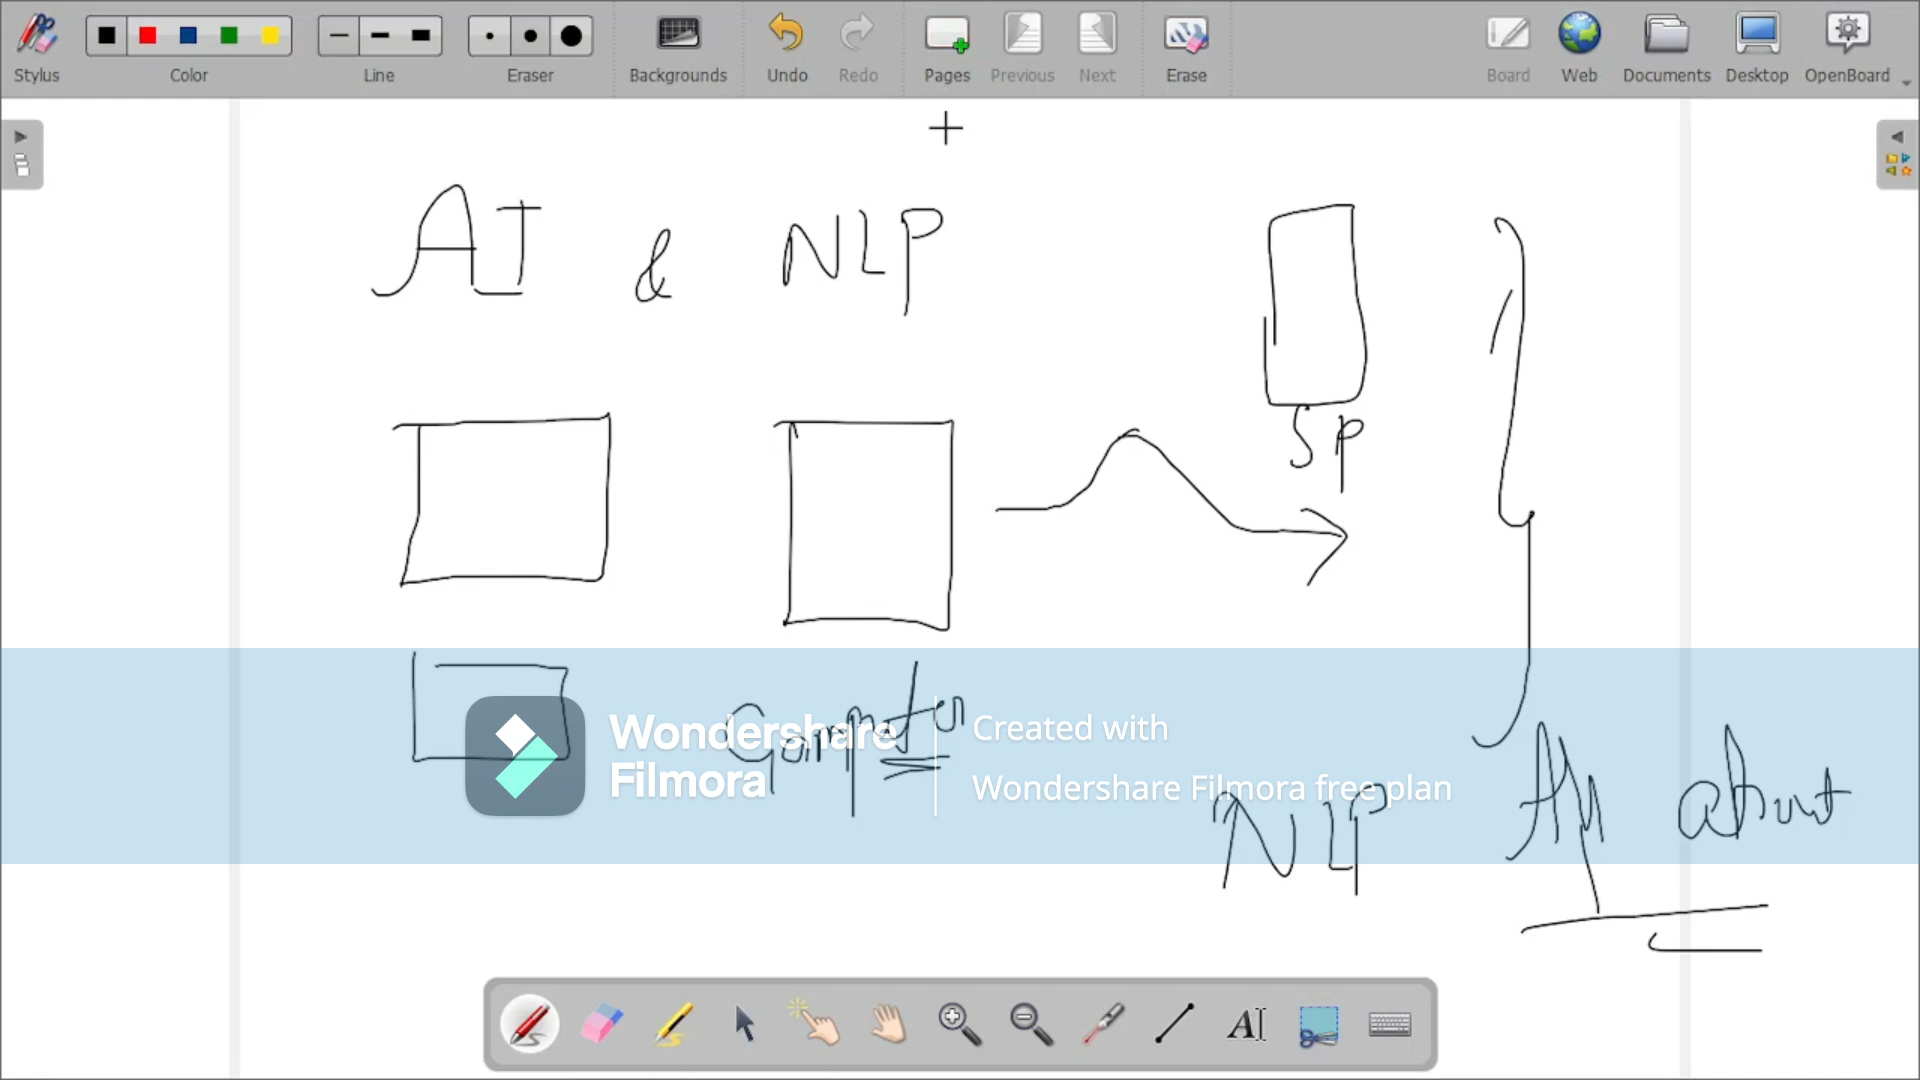 Stylus Color Line Eraser Backgrounds Undo Redo Pages Previous Next Erase Board Web Documents Desktop OpenBoard
AI & NLP
Sp
Computer
Wondershare
Filmora
Created with
Wondershare Filmora free plan
NLP
about